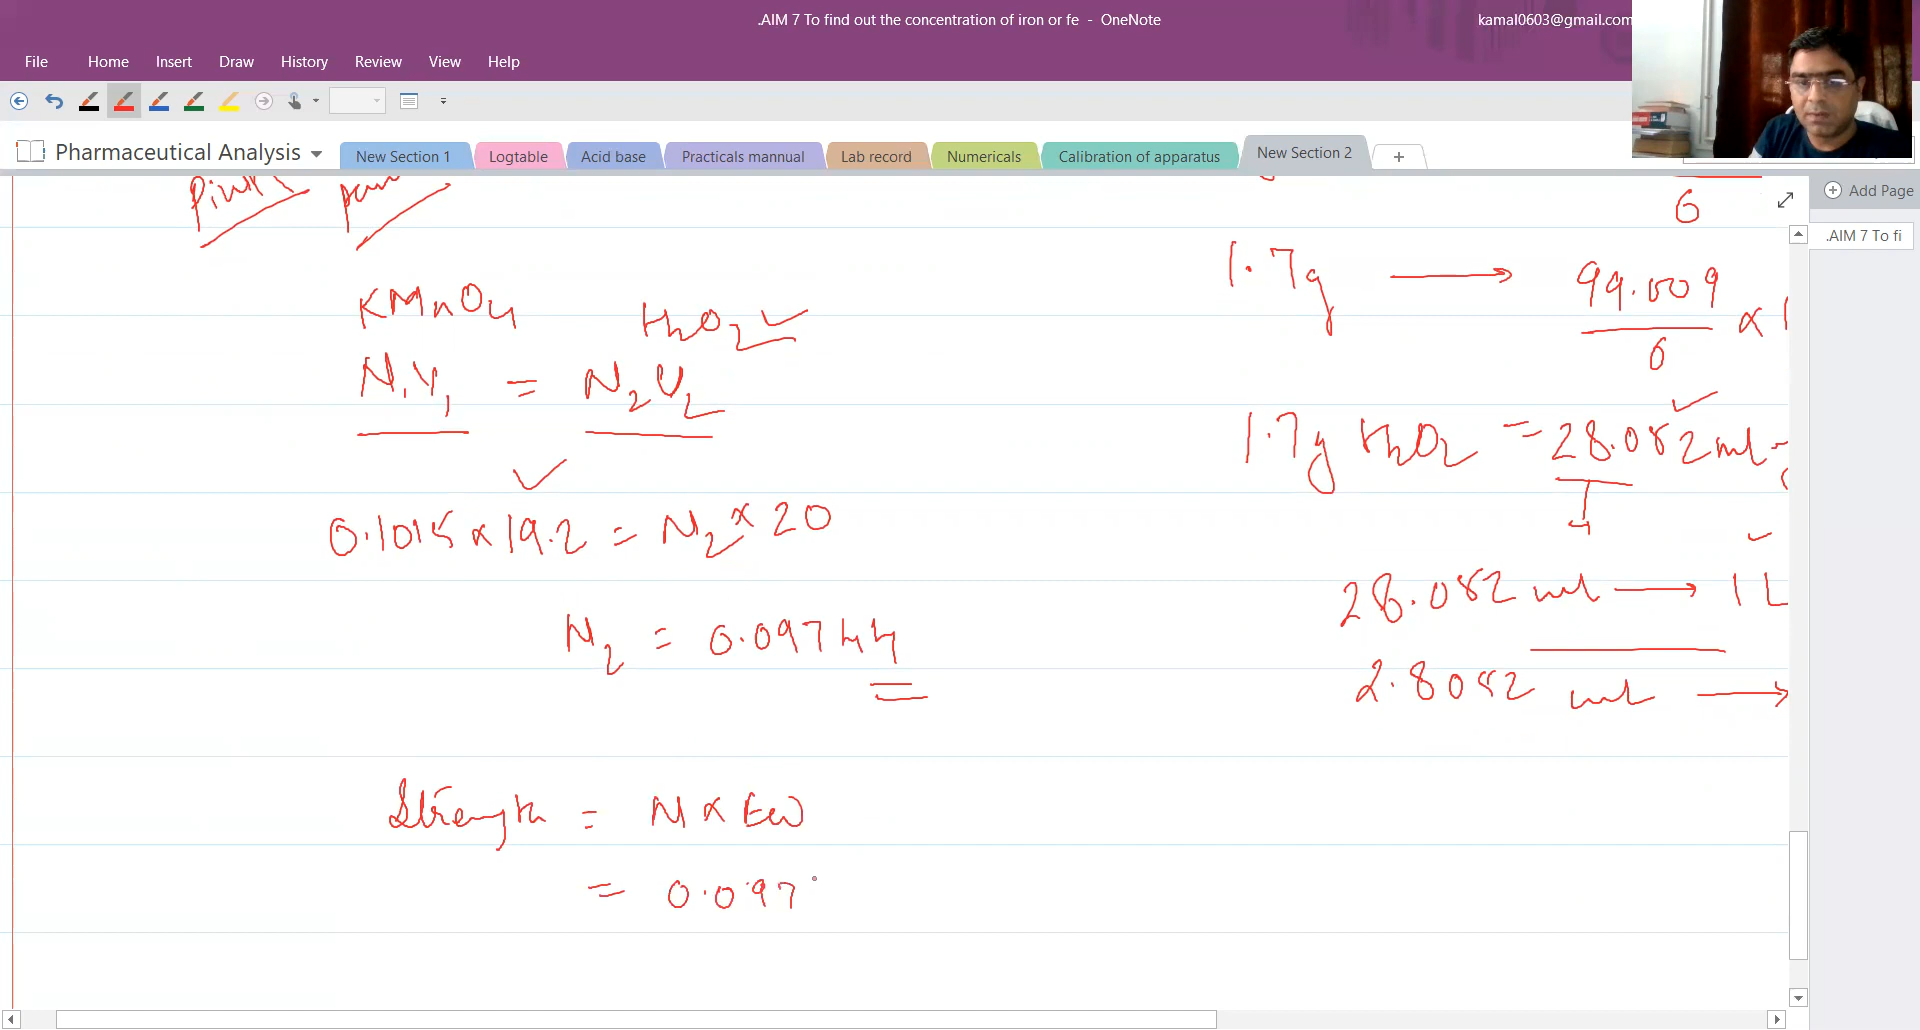 .AIM 7 To find out the concentration of iron or fe - OneNote
kamal0603@gmail.com
File Home Insert Draw History Review View Help
Pharmaceutical Analysis
New Section 1 Logtable Acid base Practicals mannual Lab record Numericals Calibration of apparatus New Section 2 +
Add Page
.AIM 7 To fi
KMnO4 H2O2
N1V1 = N2V2
0.1015 x 19.2 = N2 x 20
N2 = 0.09744
Strength = N x Ew
= 0.097
6
1.7g → 99.009 x
6
1.7g H2O2 = 28.082 ml
28.082 ml → 1L
2.8082 ml →